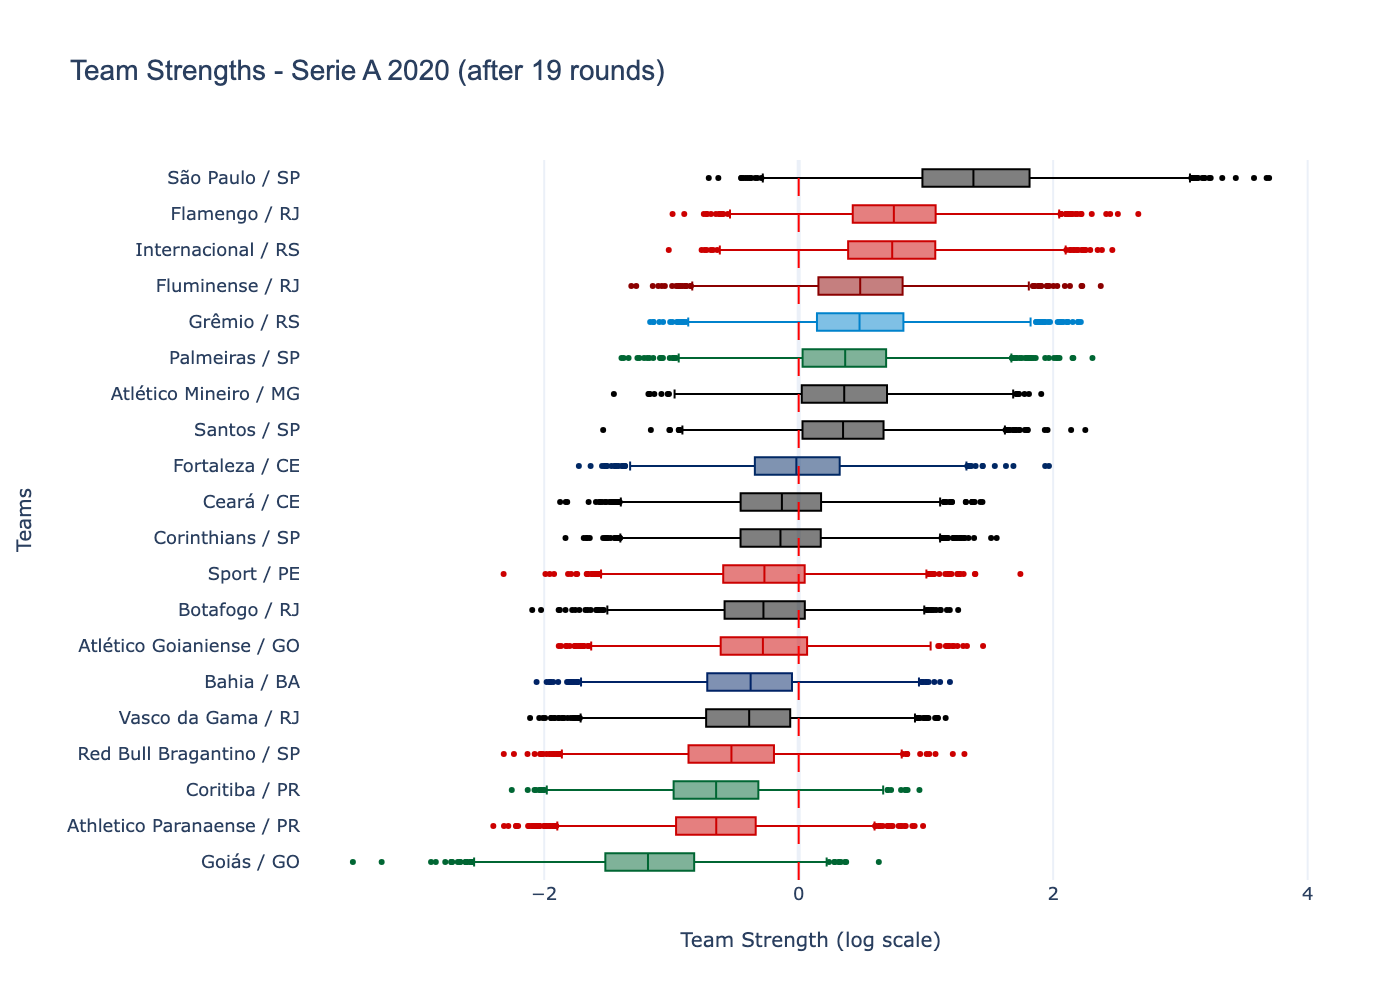 Team Strengths - Serie A 2020 (after 19 rounds)
São Paulo / SP
Flamengo / RJ
Internacional / RS
Fluminense / RJ
Grêmio / RS
Palmeiras / SP
Atlético Mineiro / MG
Santos / SP
Fortaleza / CE
Ceará / CE
Corinthians / SP
Sport / PE
Botafogo / RJ
Atlético Goianiense / GO
Bahia / BA
Vasco da Gama / RJ
Red Bull Bragantino / SP
Coritiba / PR
Athletico Paranaense / PR
Goiás / GO
Teams
−2 0 2 4
Team Strength (log scale)